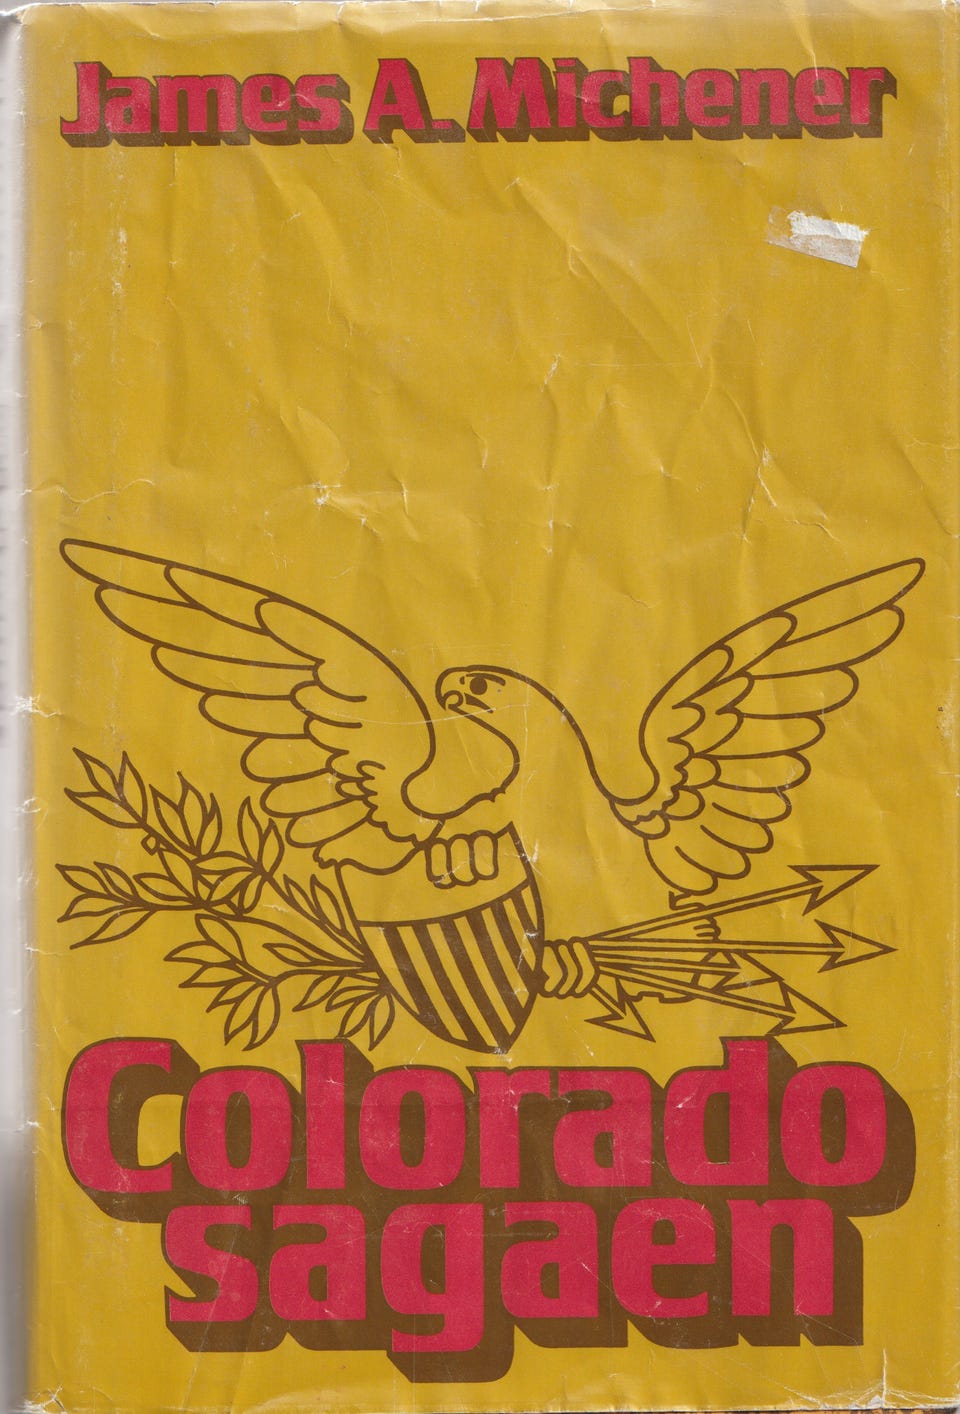 James A. Michener
Colorado
sagaen